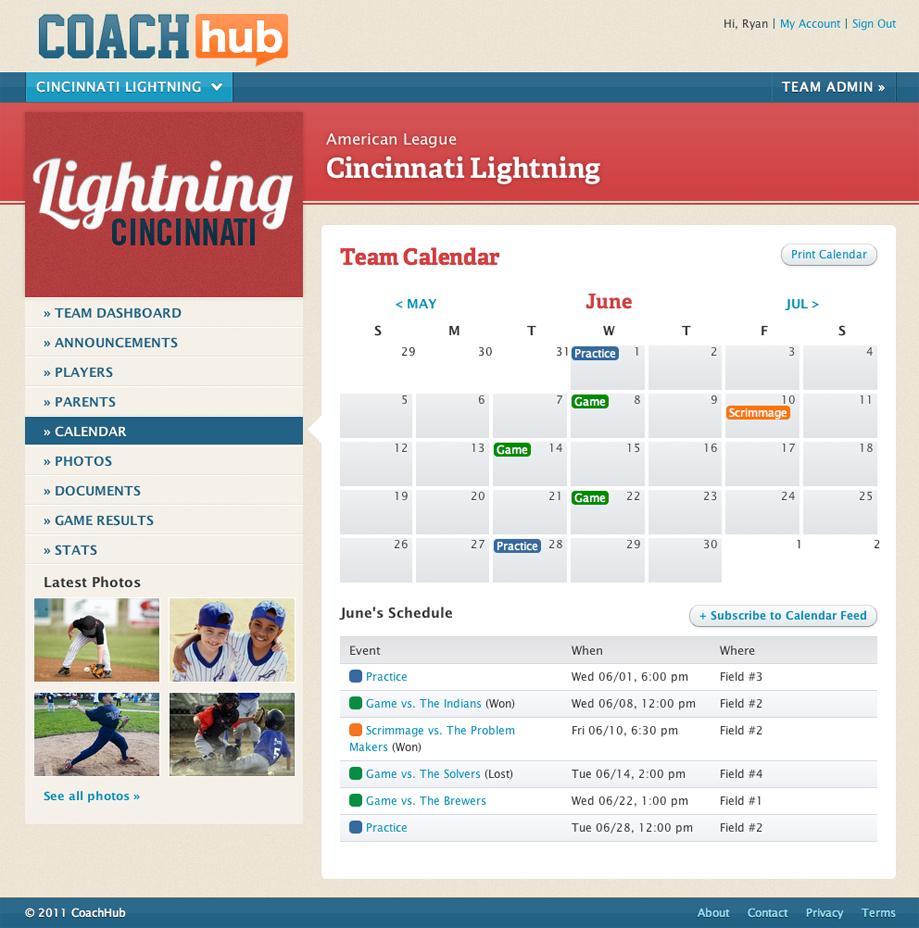 COACH hub
Hi, Ryan | My Account | Sign Out
CINCINNATI LIGHTNING
TEAM ADMIN »
Lightning
CINCINNATI
American League
Cincinnati Lightning
» TEAM DASHBOARD
» ANNOUNCEMENTS
» PLAYERS
» PARENTS
» CALENDAR
» PHOTOS
» DOCUMENTS
» GAME RESULTS
» STATS
Latest Photos
See all photos »
Team Calendar
Print Calendar
< MAY June JUL >
S M T W T F S
29 30 31 Practice 1 2 3 4
5 6 7 Game 8 9 10 11
Scrimmage
12 13 Game 14 15 16 17 18
19 20 21 Game 22 23 24 25
26 27 Practice 28 29 30 1 2
June's Schedule
+ Subscribe to Calendar Feed
Event When Where
Practice Wed 06/01, 6:00 pm Field #3
Game vs. The Indians (Won) Wed 06/08, 12:00 pm Field #2
Scrimmage vs. The Problem Fri 06/10, 6:30 pm Field #2
Makers (Won)
Game vs. The Solvers (Lost) Tue 06/14, 2:00 pm Field #4
Game vs. The Brewers Wed 06/22, 1:00 pm Field #1
Practice Tue 06/28, 12:00 pm Field #2
© 2011 CoachHub
About Contact Privacy Terms